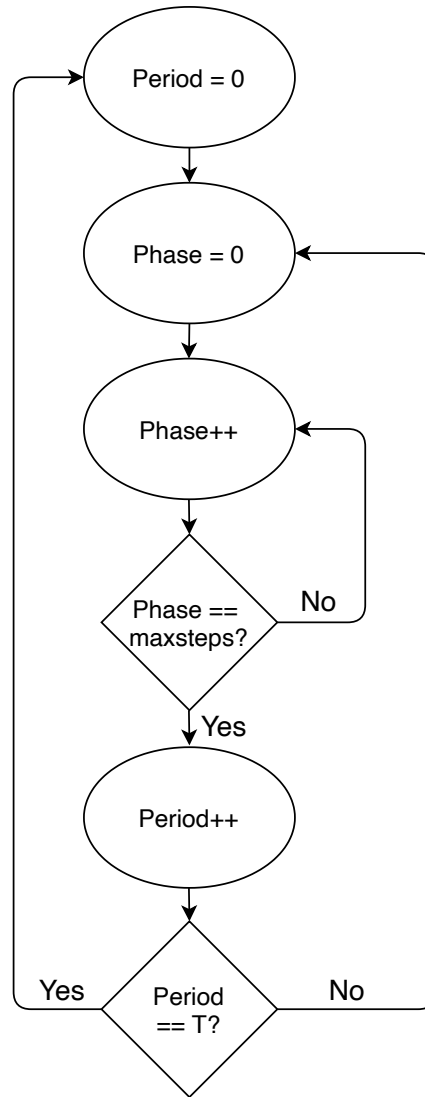 Period = 0
Phase = 0
Phase++
Phase ==
maxsteps?
No
Yes
Period++
Yes
Period
== T?
No